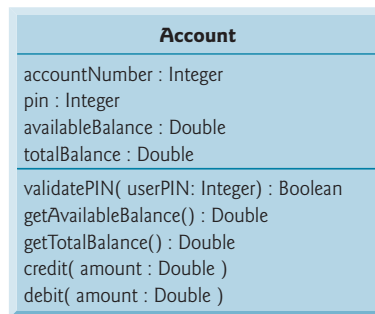 Account
accountNumber : Integer
pin : Integer
availableBalance : Double
totalBalance : Double
validatePIN( userPIN: Integer) : Boolean
getAvailableBalance() : Double
getTotalBalance() : Double
credit( amount : Double )
debit( amount : Double )